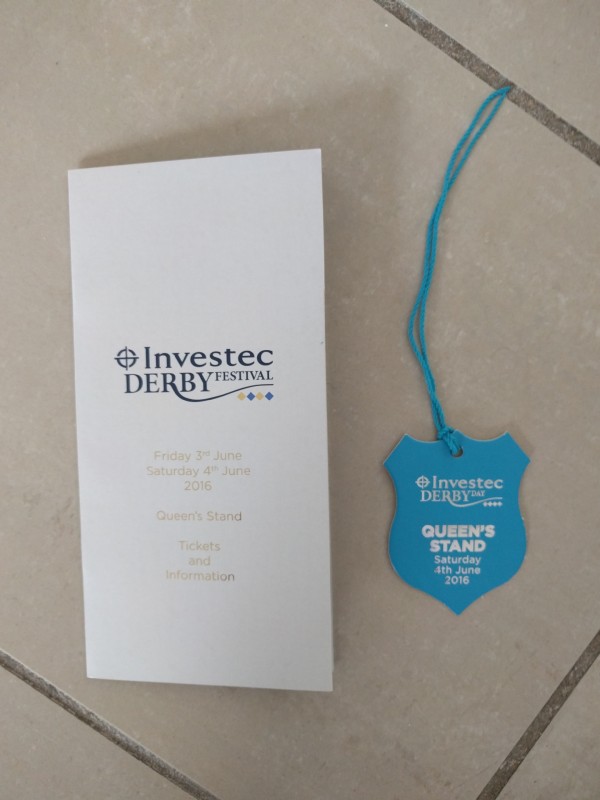 Investec
DERBY FESTIVAL
Friday 3rd June
Saturday 4th June
2016
Queen's Stand
Tickets
and
Information
Investec
DERBY DAY
QUEEN'S
STAND
Saturday
4th June
2016